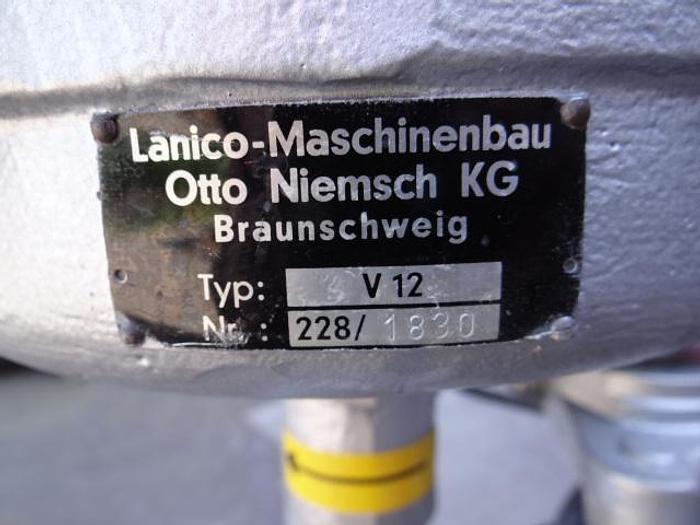 Lanico-Maschinenbau
Otto Niemsch KG
Braunschweig
Typ: V 12
Nr.: 228/ 1830